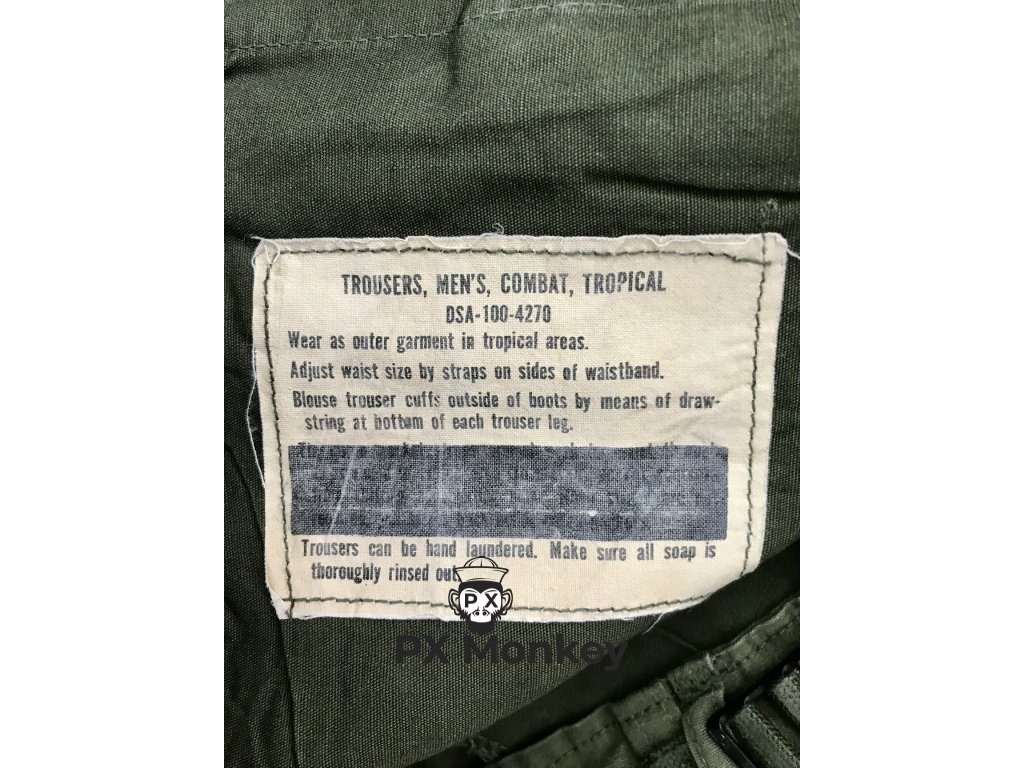 TROUSERS, MEN'S, COMBAT, TROPICAL
DSA-100-4270
Wear as outer garment in tropical areas.
Adjust waist size by straps on sides of waistband.
Blouse trouser cuffs outside of boots by means of draw-
string at bottom of each trouser leg.
Trousers can be hand laundered. Make sure all soap is
thoroughly rinsed out
PX
PX Monkey